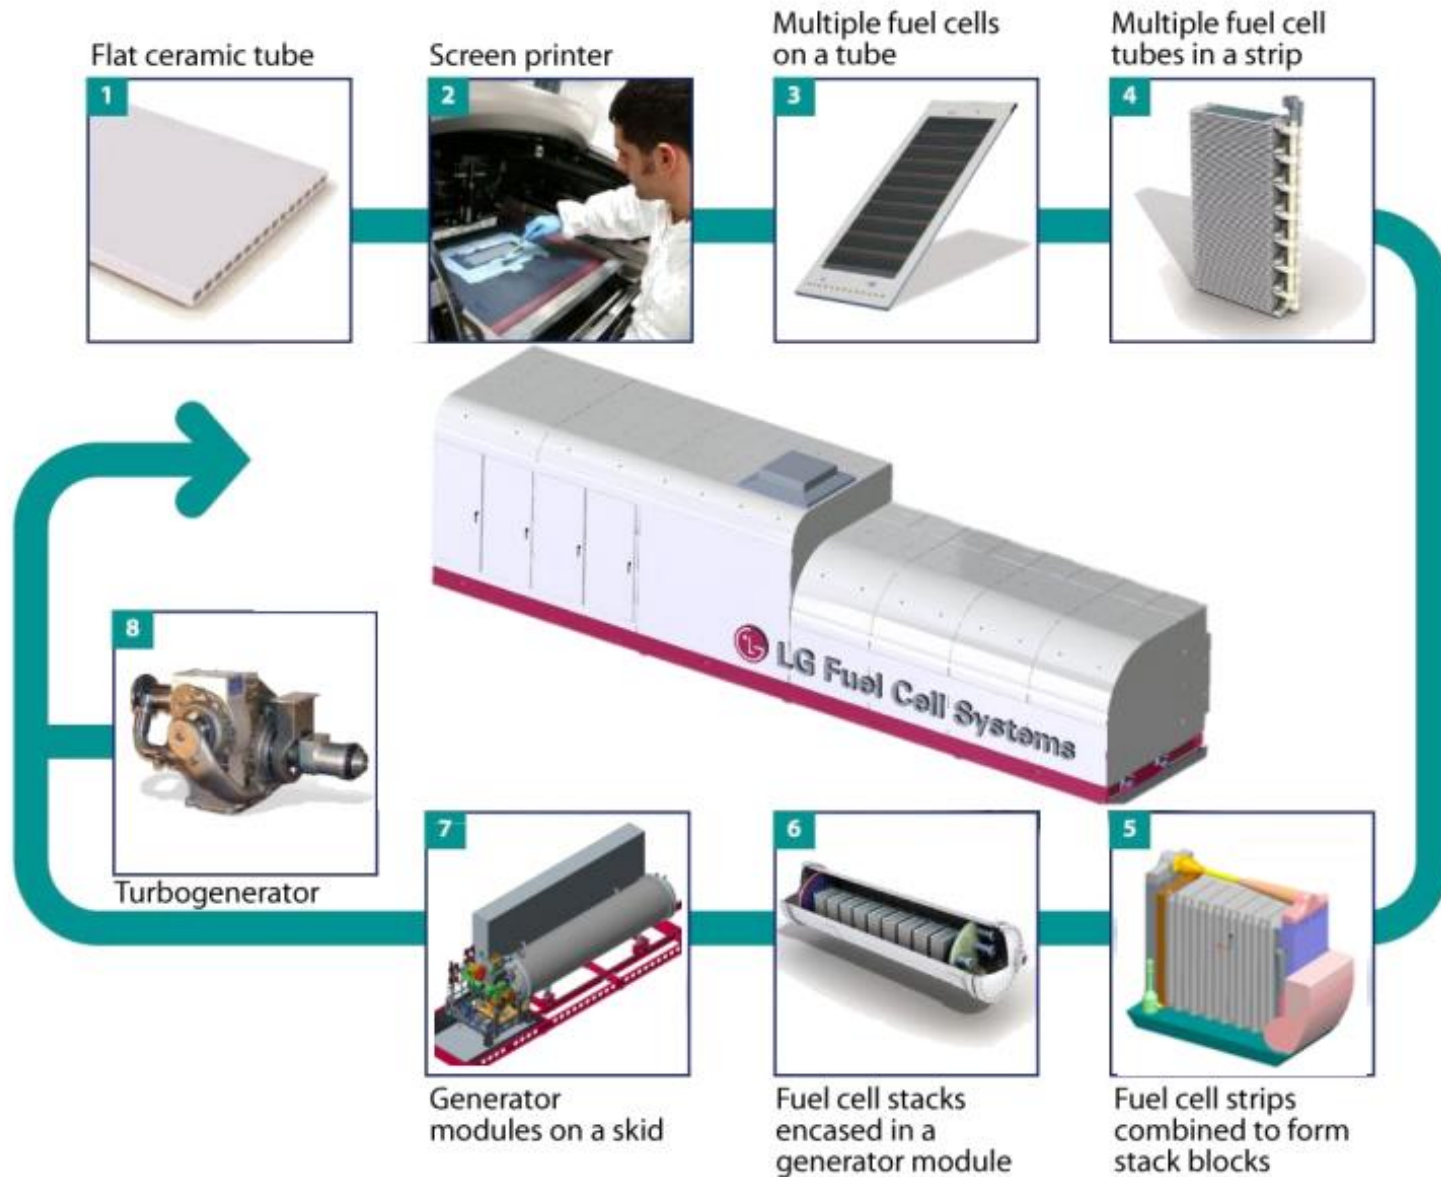 Flat ceramic tube
1
Screen printer
2
Multiple fuel cells
on a tube
3
Multiple fuel cell
tubes in a strip
4
LG Fuel Cell Systems
8
Turbogenerator
7
Generator
modules on a skid
6
Fuel cell stacks
encased in a
generator module
5
Fuel cell strips
combined to form
stack blocks